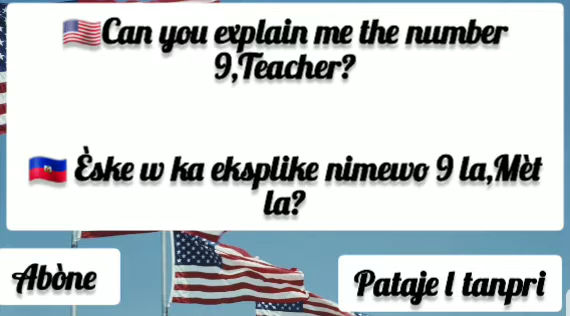 🇺🇸Can you explain me the number
9,Teacher?
🇭🇹 Èske w ka eksplike nimewo 9 la,Mèt
la?
Abòne
Pataje l tanpri